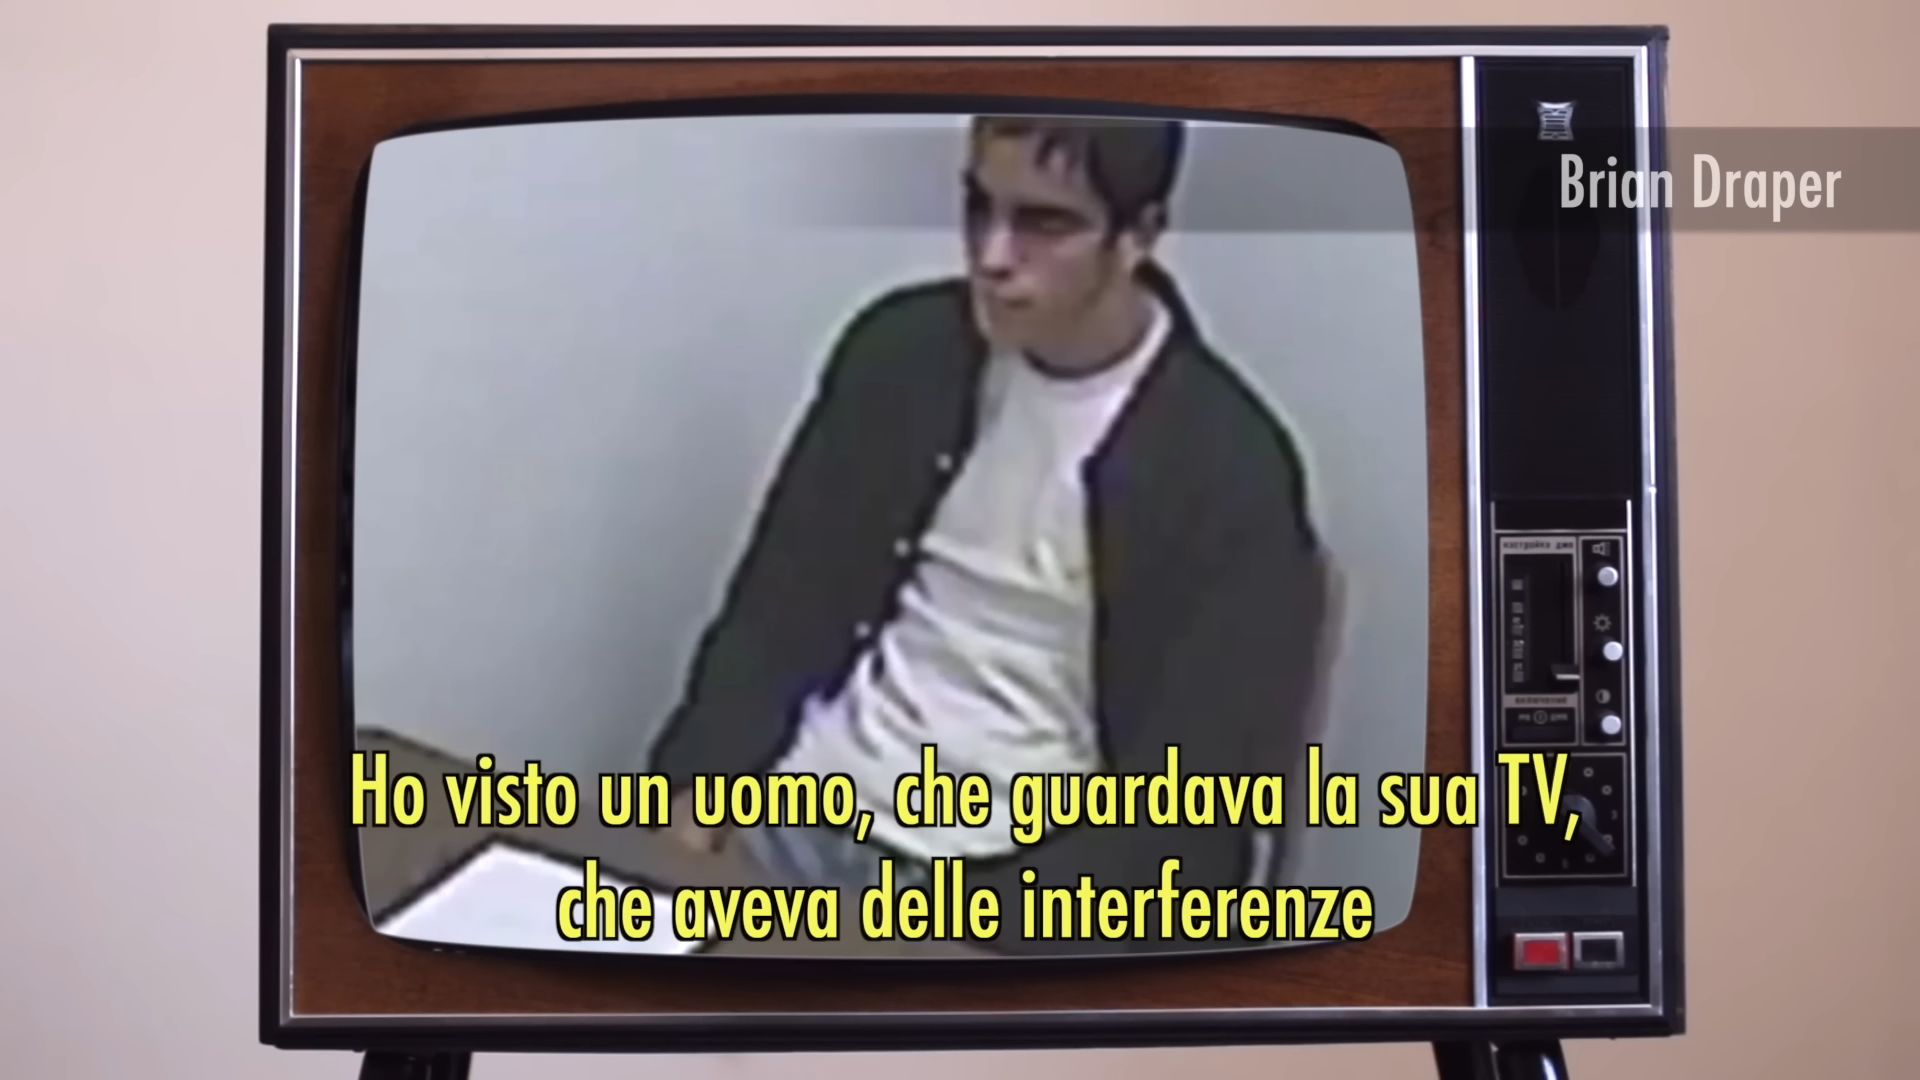 Brian Draper
Ho visto un uomo, che guardava la sua TV,
che aveva delle interferenze